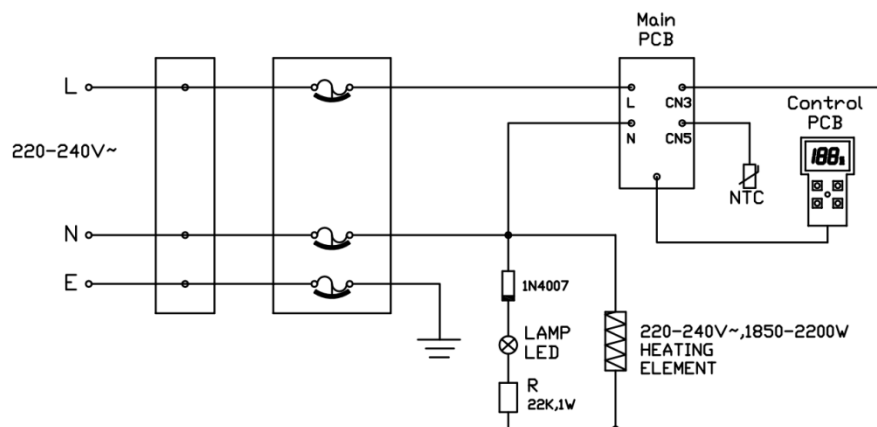 Main
PCB
L
L
CN3
Control
PCB
N
CN5
220-240V~
188
NTC
N
1N4007
E
LAMP
LED
220-240V~,1850-2200W
HEATING
ELEMENT
R
22K,1W